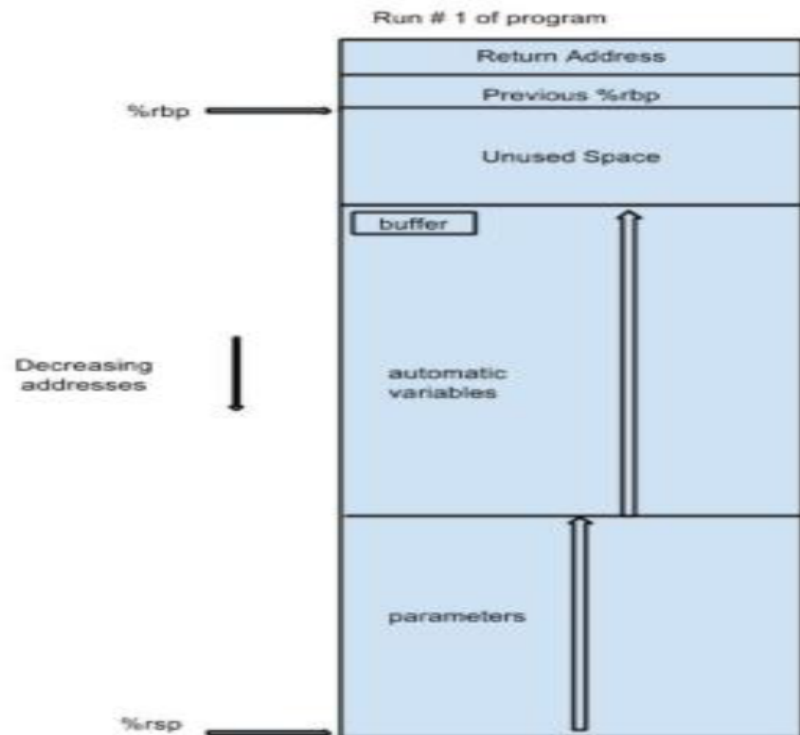 Run # 1 of program
Return Address
Previous %rbp
%rbp
Unused Space
buffer
Decreasing
addresses
automatic
variables
parameters
%rsp